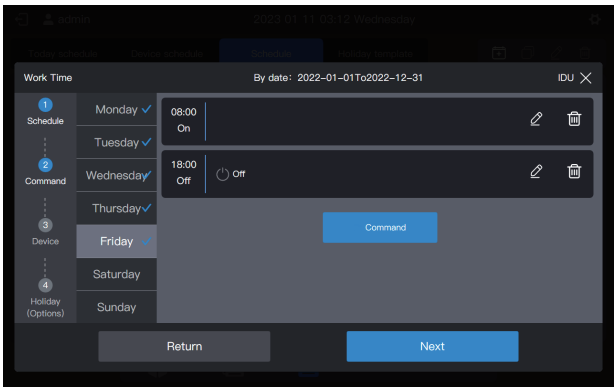 admin
2023.01.11 03:12 Wednesday
Device schedule
Schedule
Holiday template
Work Time
By date: 2022-01-01To2022-12-31
IDU
1
Schedule
2
Command
3
Device
4
Holiday
(Options)
Monday
Tuesday
Wednesday
Thursday
Friday
Saturday
Sunday
08:00
On
18:00
Off
Off
Command
Return
Next